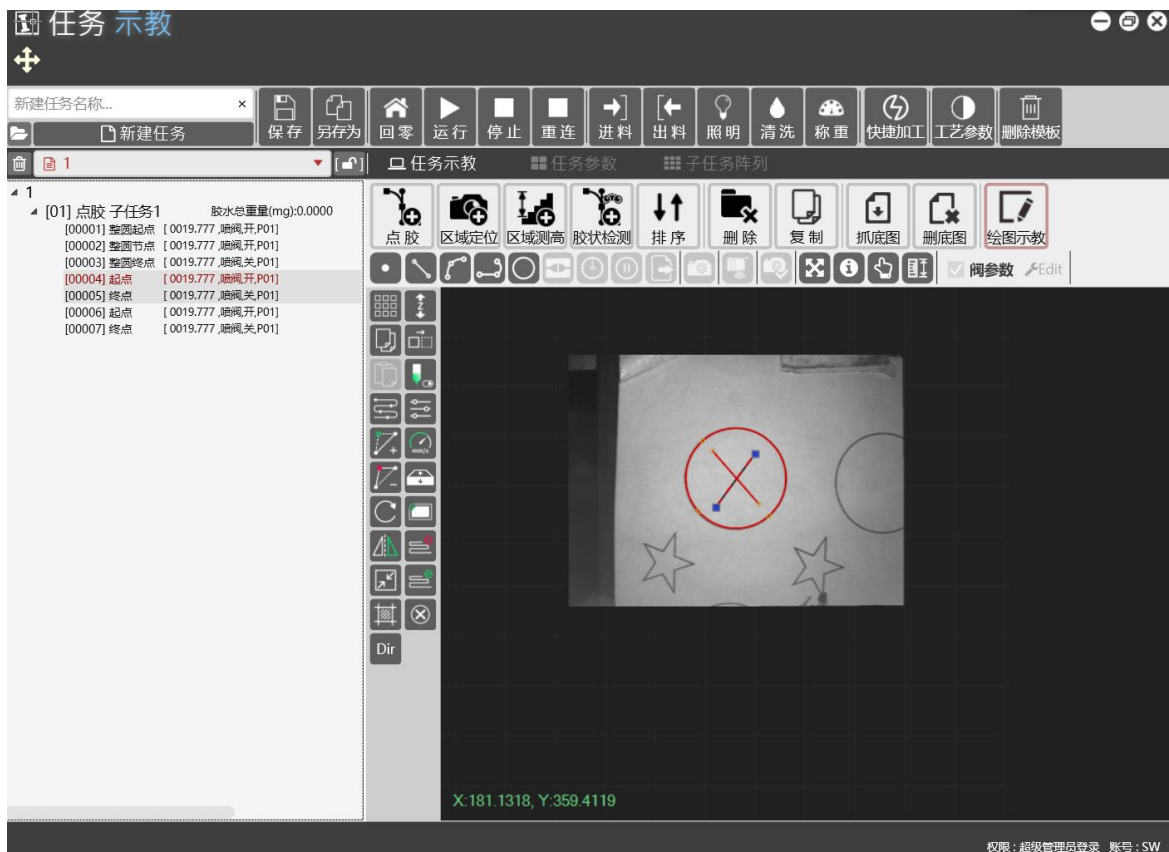 任务 示教
新建任务名称... ×
新建任务
保存 另存为 回零 运行 停止 重连 进料 出料 照明 清洗 称重 快捷加工 工艺参数 删除模板
1
任务示教 任务参数 子任务阵列
1
[01] 点胶 子任务1 胶水总重量(mg):0.0000
[00001] 整圆起点 [ 0019.777 ,喷阀,开,P01]
[00002] 整圆节点 [ 0019.777 ,喷阀,开,P01]
[00003] 整圆终点 [ 0019.777 ,喷阀,关,P01]
[00004] 起点 [ 0019.777 ,喷阀,开,P01]
[00005] 终点 [ 0019.777 ,喷阀,关,P01]
[00006] 起点 [ 0019.777 ,喷阀,开,P01]
[00007] 终点 [ 0019.777 ,喷阀,关,P01]
点胶 区域定位 区域测高 胶状检测 排序 删除 复制 抓底图 删底图 绘图示教
阀参数 Edit
Z
mm/s
Dir
X:181.1318, Y:359.4119
权限 : 超级管理员登录 账号 : SW